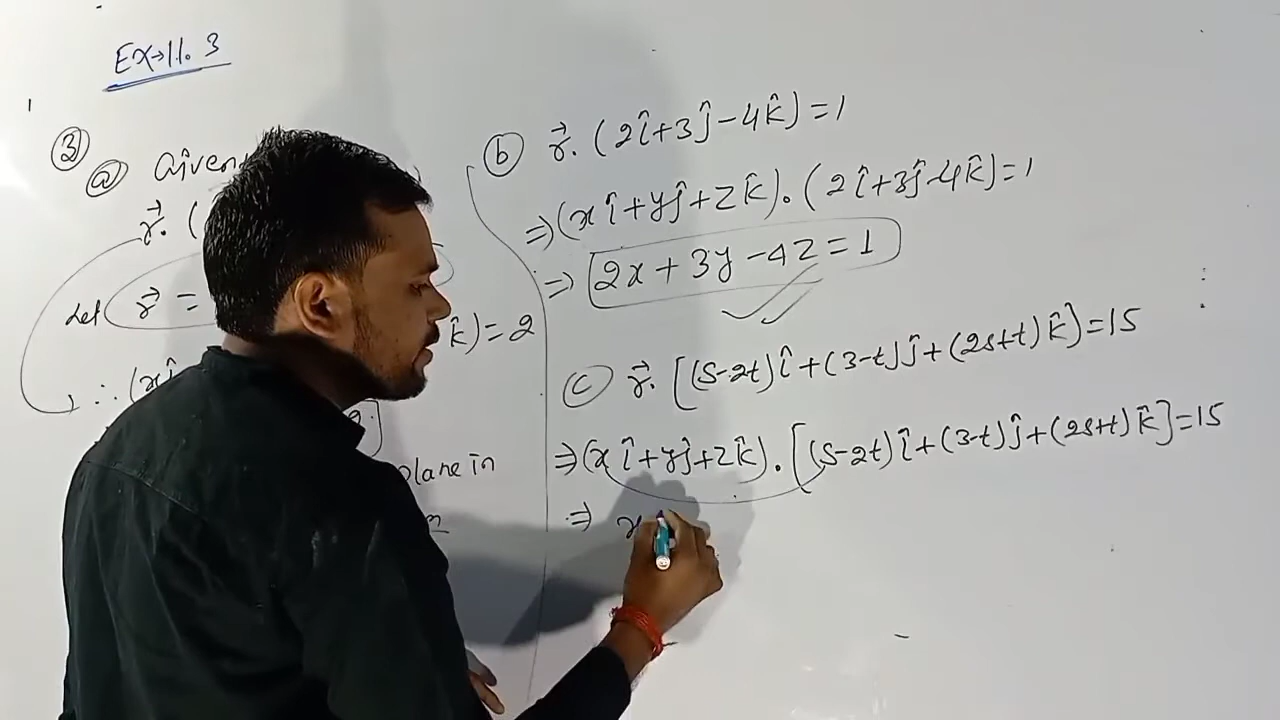 Ex→11.3
③
ⓐ Given
r⃗. (
Let r⃗ =
k̂)=2
∴ (xî
plane in
ⓑ r⃗. (2î+3ĵ-4k̂)=1
⇒(xî+yĵ+zk̂).(2î+3ĵ-4k̂)=1
⇒ 2x+3y-4z=1
ⓒ r⃗. [(S-2t)î+(3-t)ĵ+(2s+t)k̂]=15
⇒(xî+yĵ+zk̂).[(S-2t)î+(3-t)ĵ+(2s+t)k̂]=15
⇒ x